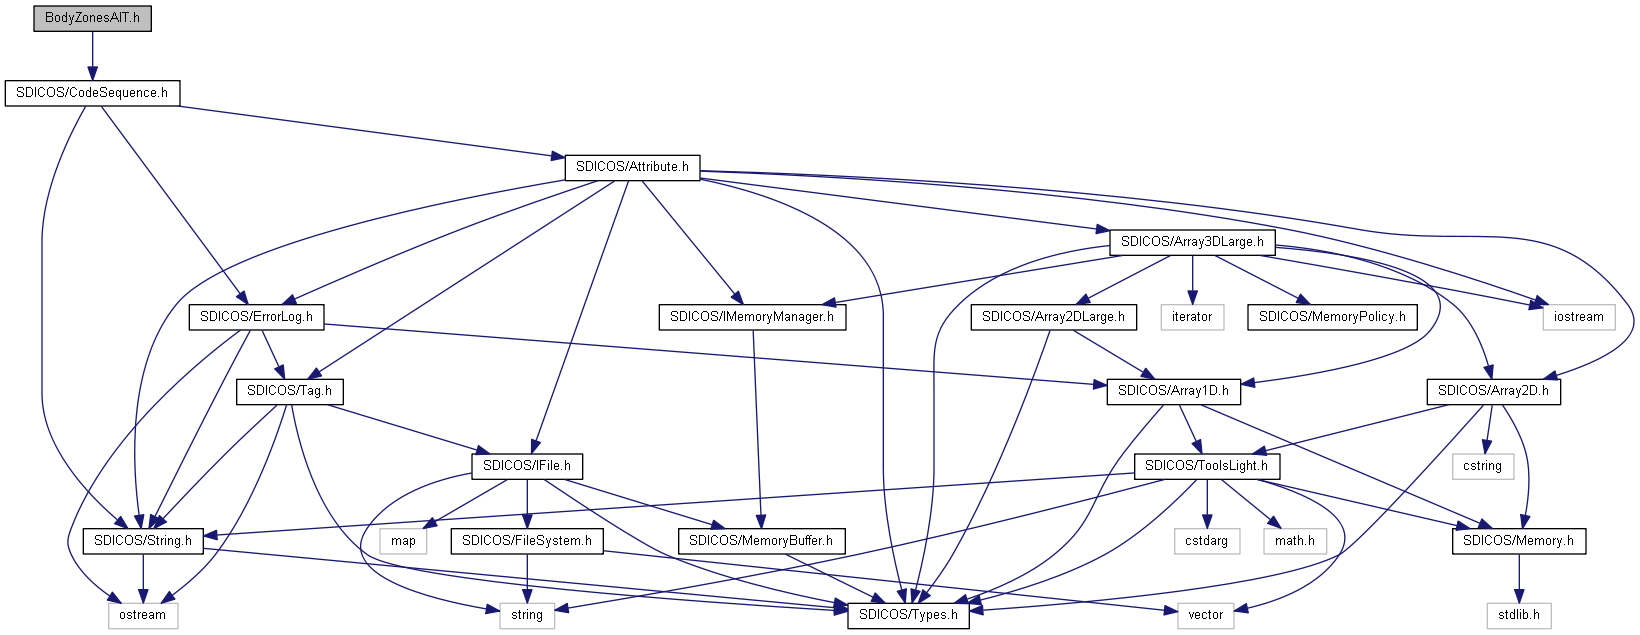 BodyZonesAIT.h
SDICOS/CodeSequence.h
SDICOS/Attribute.h
SDICOS/Array3DLarge.h
SDICOS/ErrorLog.h
SDICOS/IMemoryManager.h
SDICOS/Array2DLarge.h
iterator
SDICOS/MemoryPolicy.h
iostream
SDICOS/Tag.h
SDICOS/Array1D.h
SDICOS/Array2D.h
SDICOS/IFile.h
SDICOS/ToolsLight.h
cstring
SDICOS/String.h
map
SDICOS/FileSystem.h
SDICOS/MemoryBuffer.h
cstdarg
math.h
SDICOS/Memory.h
ostream
string
SDICOS/Types.h
vector
stdlib.h